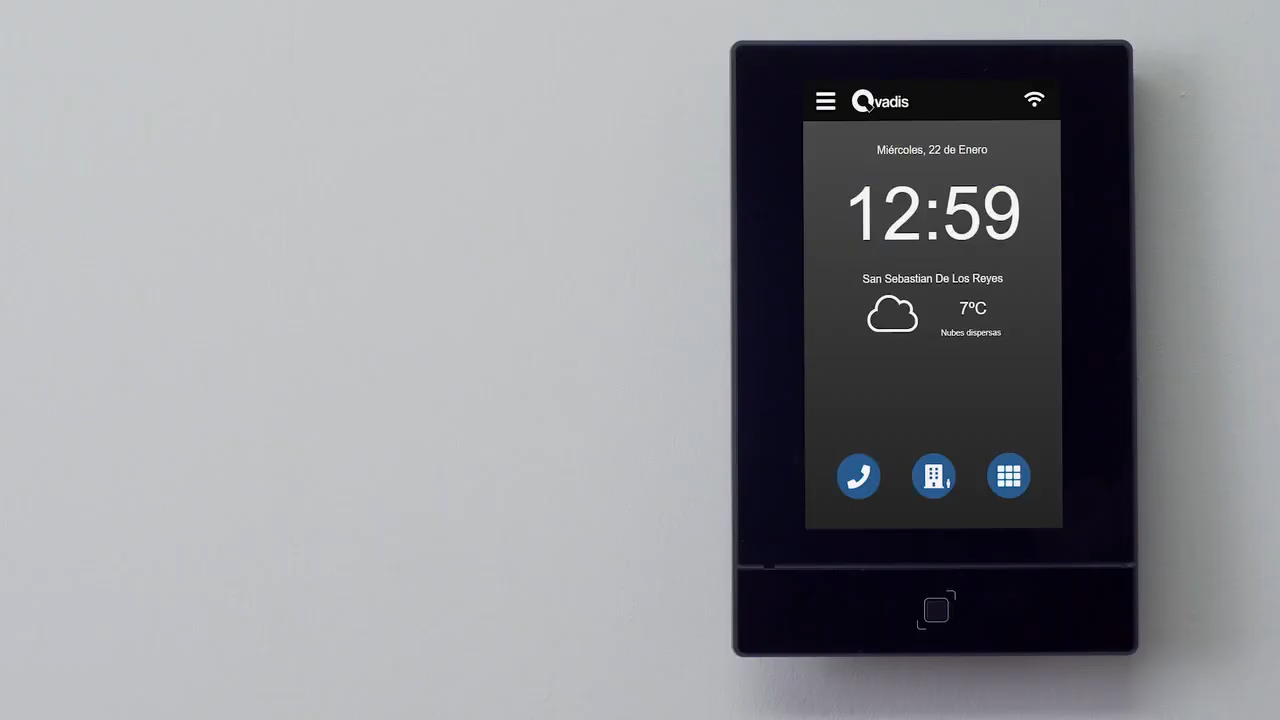 Qvadis
Miércoles, 22 de Enero
12:59
San Sebastian De Los Reyes
7ºC
Nubes dispersas